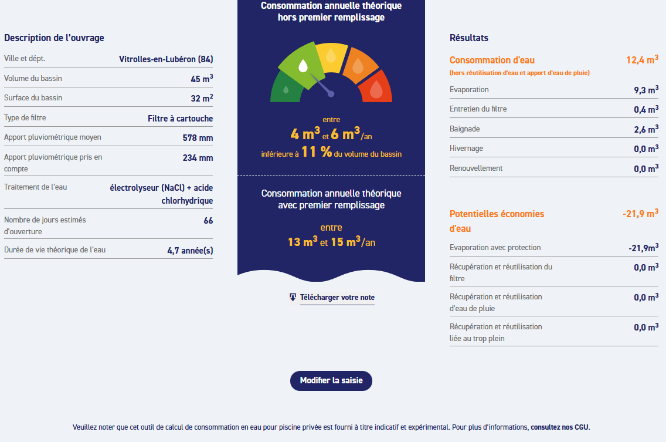 Description de l'ouvrage
Ville et dépt. Vitrolles-en-Lubéron (84)
Volume du bassin 45 m³
Surface du bassin 32 m²
Type de filtre Filtre à cartouche
Apport pluviométrique moyen 578 mm
Apport pluviométrique pris en 234 mm
compte
Traitement de l'eau électrolyseur (NaCl) + acide
chlorhydrique
Nombre de jours estimés 66
d'ouverture
Durée de vie théorique de l'eau 4,7 année(s)
Consommation annuelle théorique
hors premier remplissage
entre
4 m³ et 6 m³/an
inférieure à 11 % du volume du bassin
Consommation annuelle théorique
avec premier remplissage
entre
13 m³ et 15 m³/an
Télécharger votre note
Modifier la saisie
Résultats
Consommation d'eau 12,4 m³
(hors réutilisation d'eau et apport d'eau de pluie)
Evaporation 9,3 m³
Entretien du filtre 0,4 m³
Baignade 2,6 m³
Hivernage 0,0 m³
Renouvellement 0,0 m³
Potentielles économies -21,9 m³
d'eau
Evaporation avec protection -21,9m³
Récupération et réutilisation du 0,0 m³
filtre
Récupération et réutilisation 0,0 m³
d'eau de pluie
Récupération et réutilisation 0,0 m³
liée au trop plein
Veuillez noter que cet outil de calcul de consommation en eau pour piscine privée est fourni à titre indicatif et expérimental. Pour plus d'informations, consultez nos CGU.